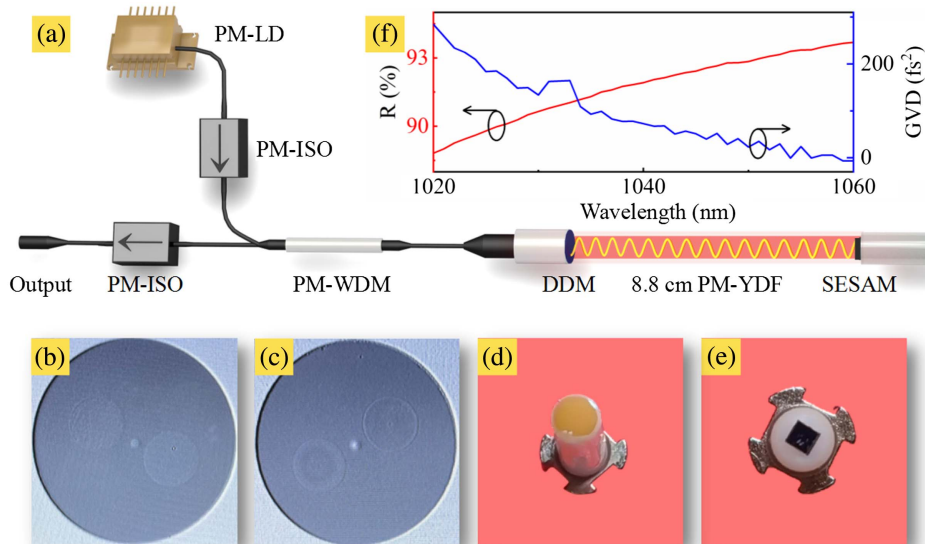 (a)
PM-LD
PM-ISO
Output
PM-ISO
PM-WDM
DDM
8.8 cm PM-YDF
SESAM
(f)
R (%)
93
90
200
0
GVD (fs²)
1020
1040
1060
Wavelength (nm)
(b)
(c)
(d)
(e)